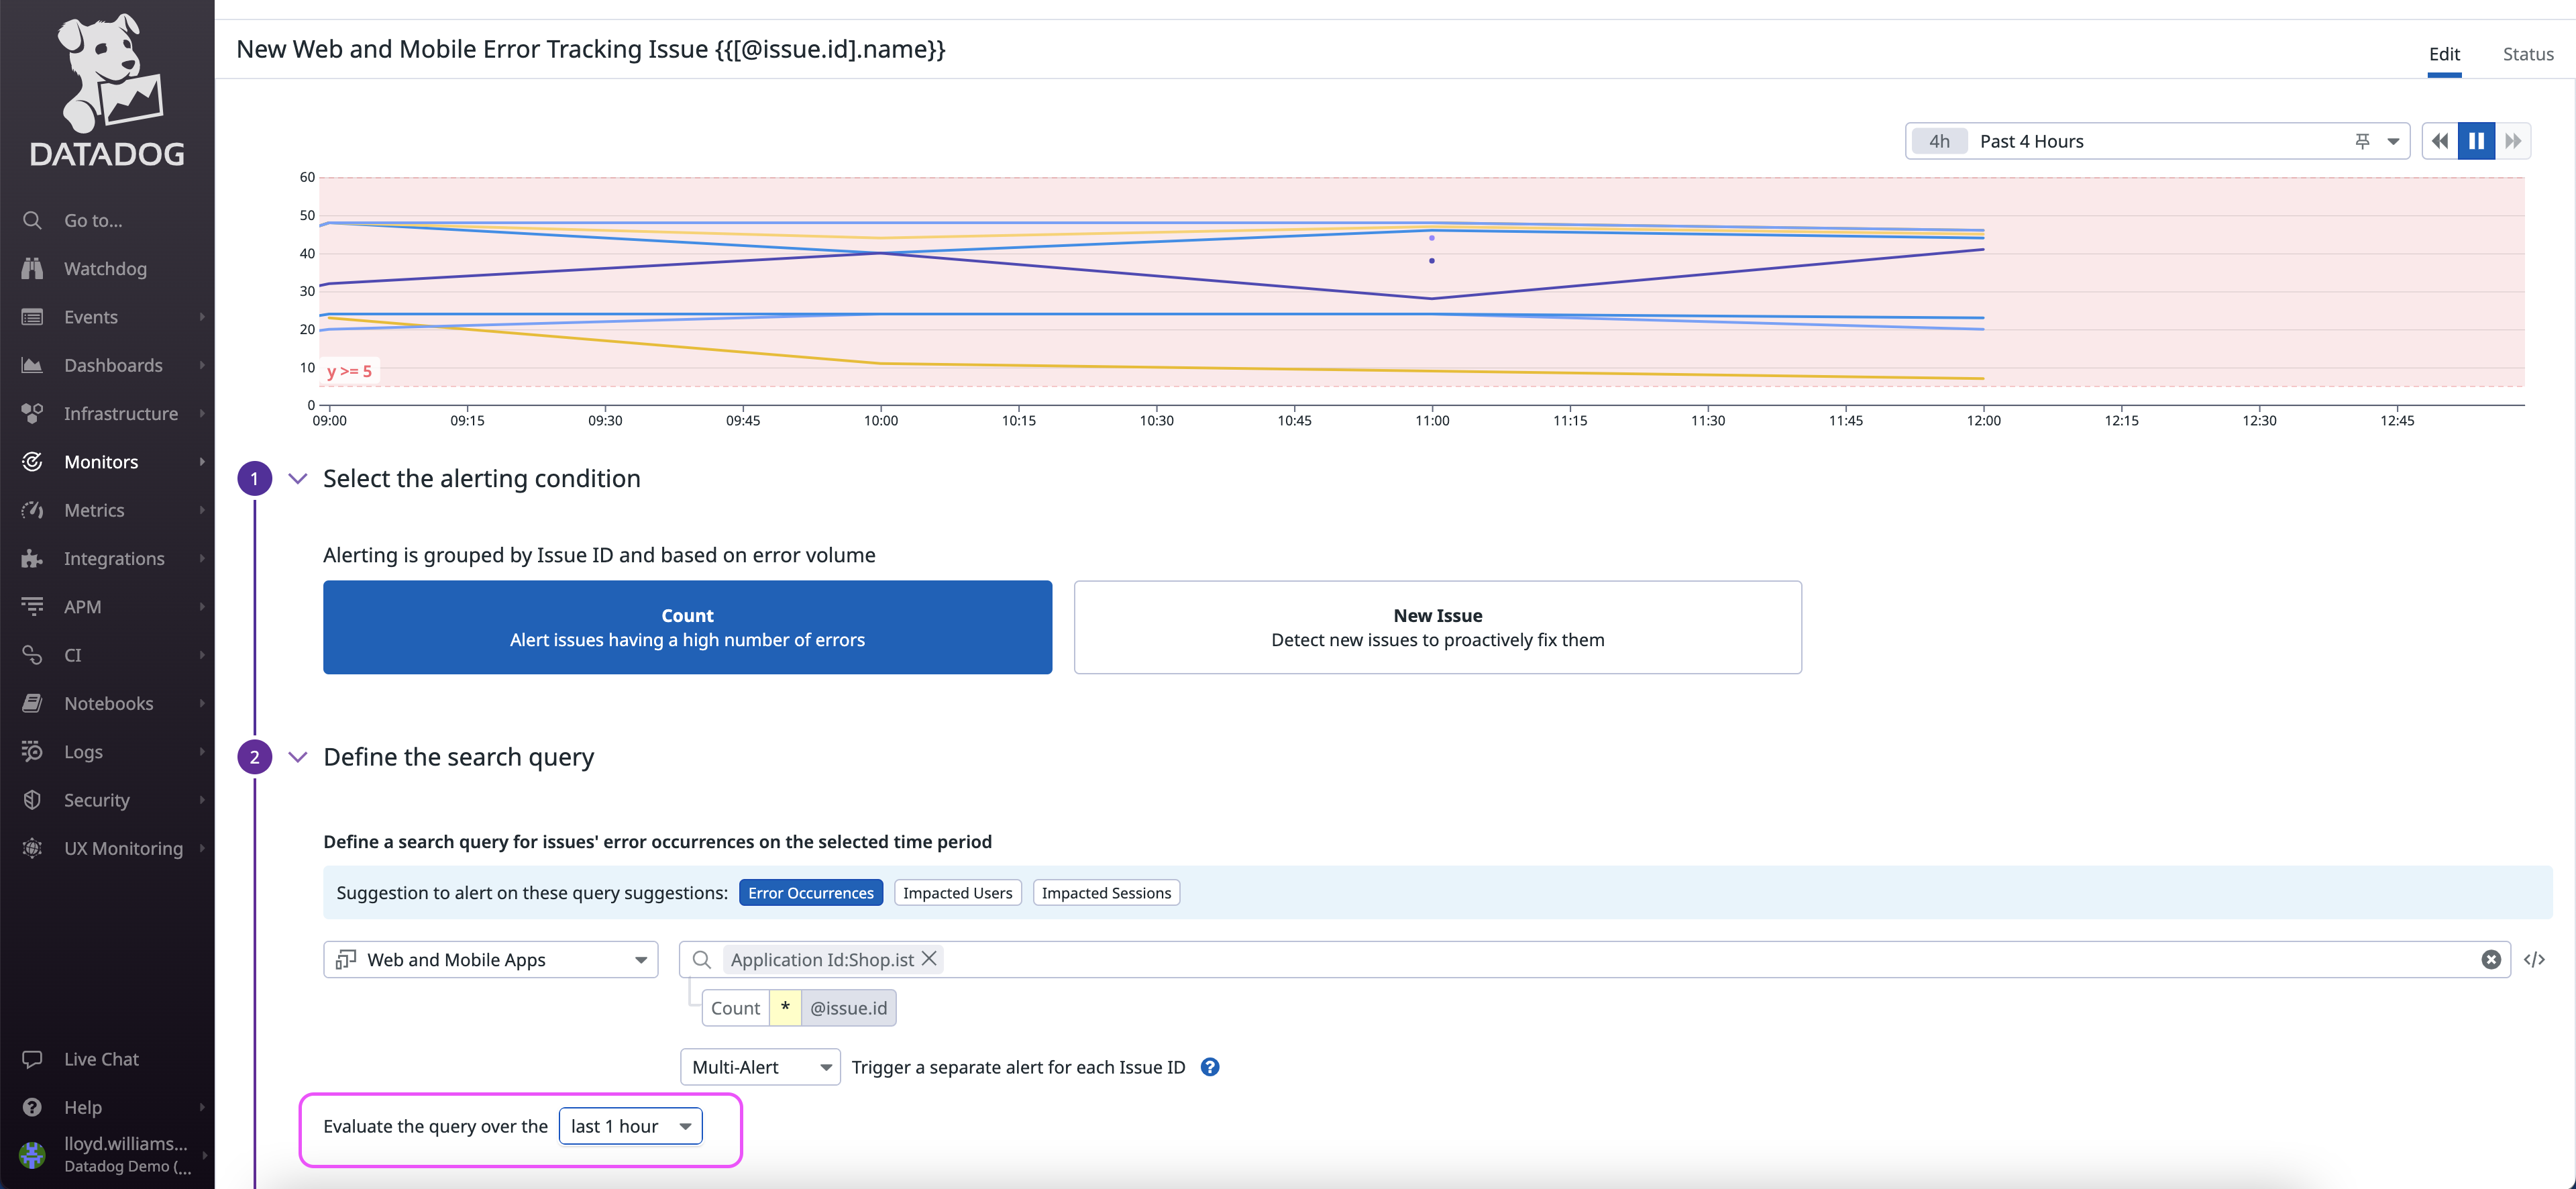 DATADOG
Go to...
Watchdog
Events
Dashboards
Infrastructure
Monitors
Metrics
Integrations
APM
CI
Notebooks
Logs
Security
UX Monitoring
Live Chat
Help
lloyd.williams...
Datadog Demo (...
New Web and Mobile Error Tracking Issue {{[@issue.id].name}}
Edit Status
4h Past 4 Hours
60
50
40
30
20
10
0
y >= 5
09:00 09:15 09:30 09:45 10:00 10:15 10:30 10:45 11:00 11:15 11:30 11:45 12:00 12:15 12:30 12:45
1 Select the alerting condition
Alerting is grouped by Issue ID and based on error volume
Count
Alert issues having a high number of errors
New Issue
Detect new issues to proactively fix them
2 Define the search query
Define a search query for issues' error occurrences on the selected time period
Suggestion to alert on these query suggestions: Error Occurrences Impacted Users Impacted Sessions
Web and Mobile Apps Application Id:Shop.ist </>
Count * @issue.id
Multi-Alert Trigger a separate alert for each Issue ID ?
Evaluate the query over the last 1 hour